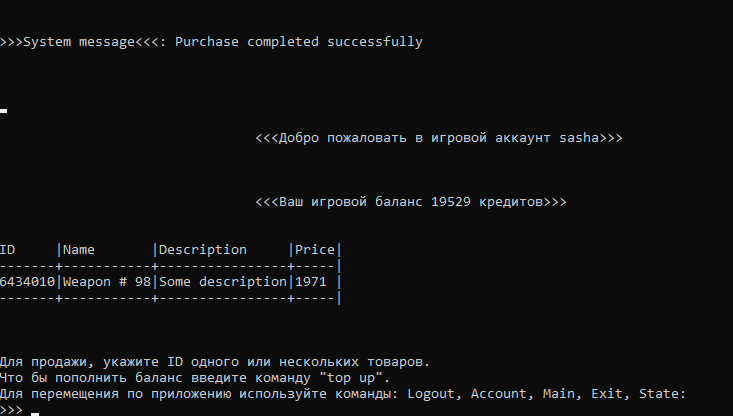 >>>System message<<<: Purchase completed successfully
<<<Добро пожаловать в игровой аккаунт sasha>>>
<<<Ваш игровой баланс 19529 кредитов>>>
ID     |Name       |Description     |Price|
-------+-----------+----------------+-----|
6434010|Weapon # 98|Some description|1971 |
-------+-----------+----------------+-----|
Для продажи, укажите ID одного или нескольких товаров.
Что бы пополнить баланс введите команду "top up".
Для перемещения по приложению используйте команды: Logout, Account, Main, Exit, State:
>>>